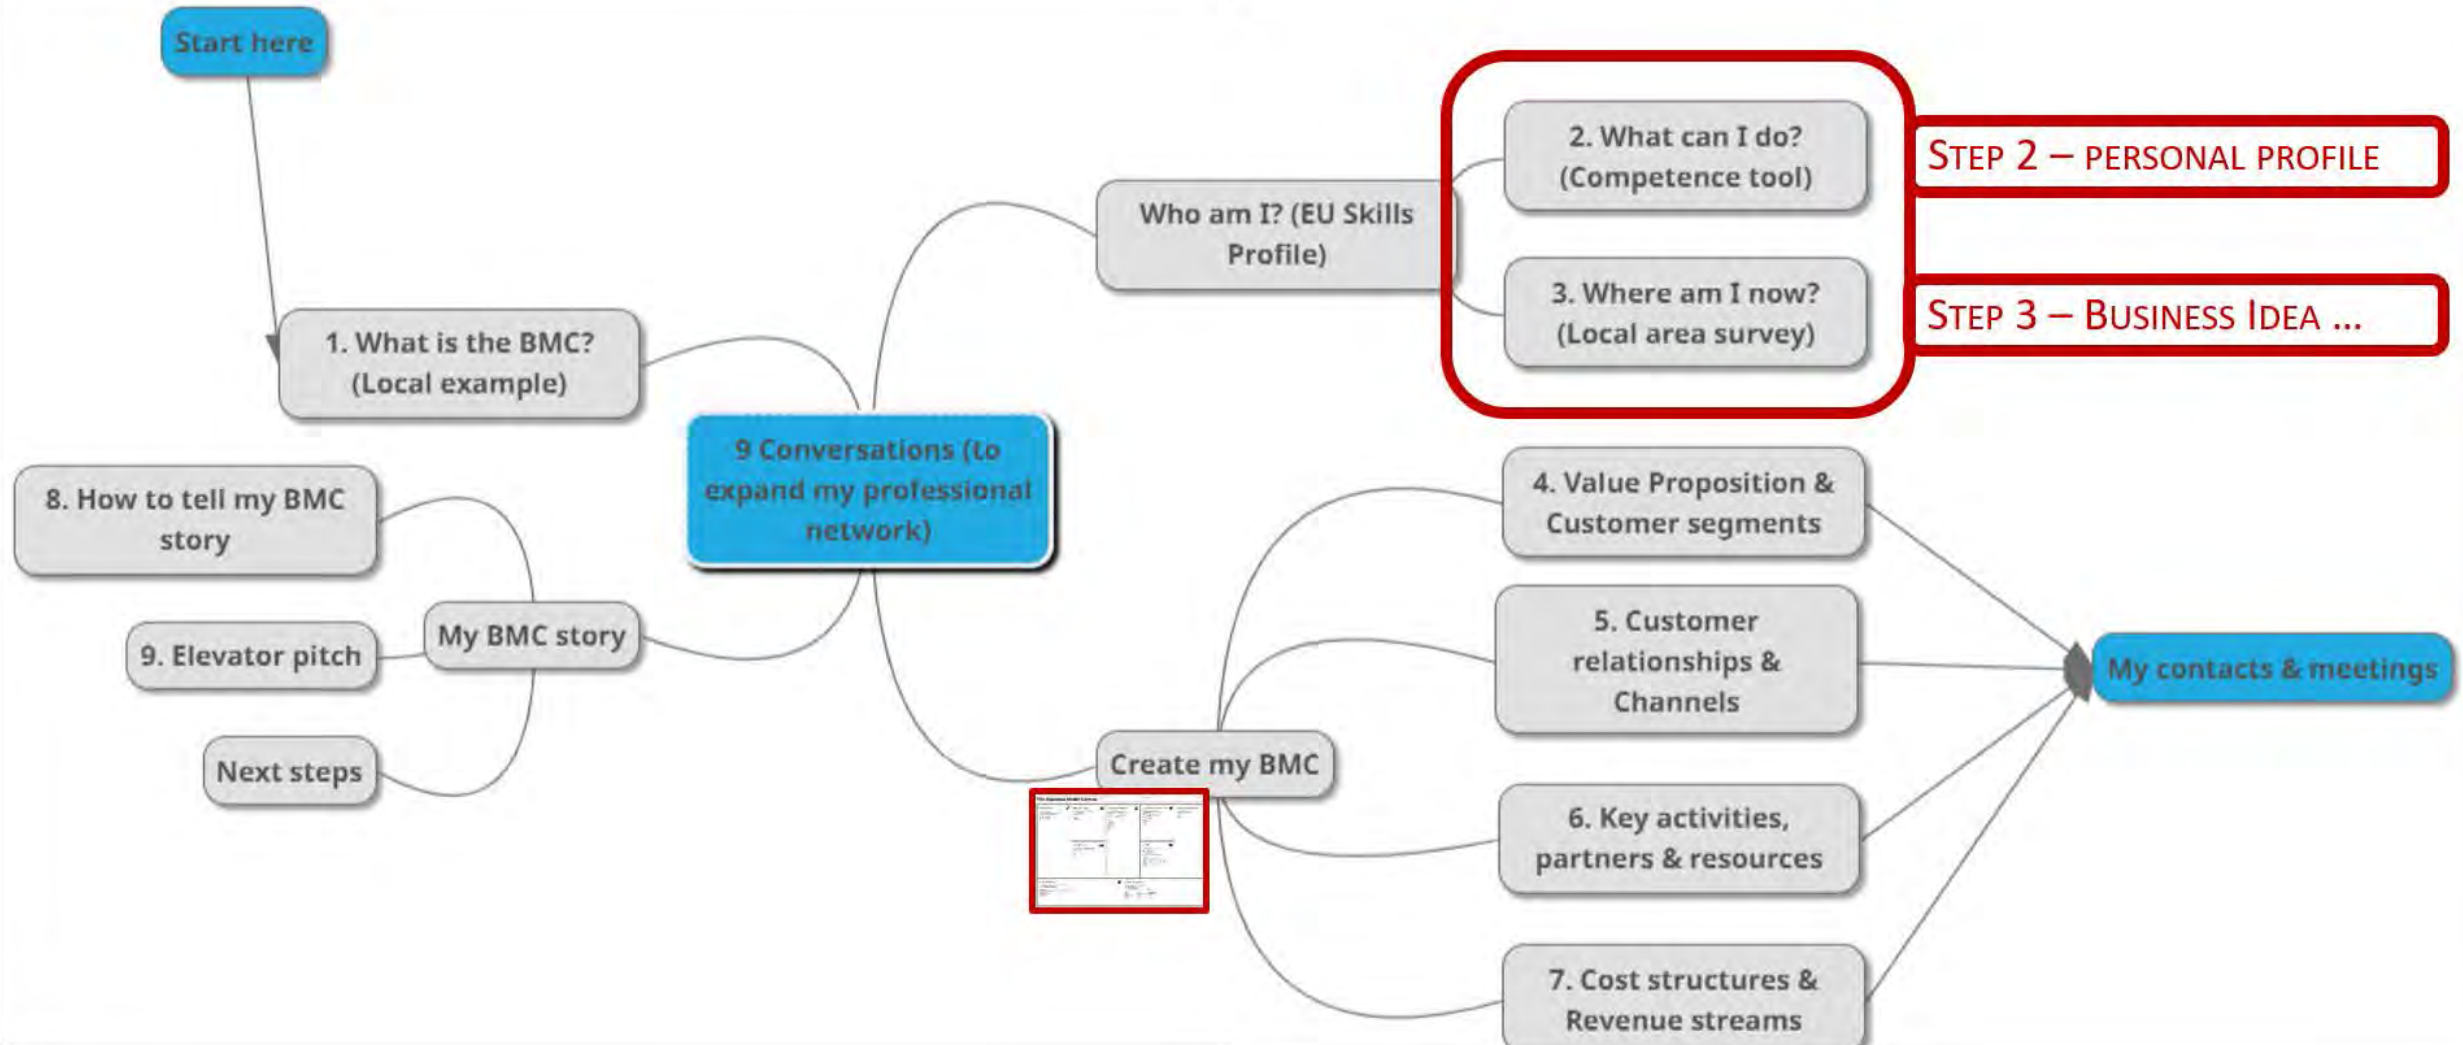 Start here
1. What is the BMC?
(Local example)
9 Conversations (to
expand my professional
network)
Who am I? (EU Skills
Profile)
2. What can I do?
(Competence tool)
STEP 2 – PERSONAL PROFILE
3. Where am I now?
(Local area survey)
STEP 3 – BUSINESS IDEA ...
8. How to tell my BMC
story
9. Elevator pitch
My BMC story
Next steps
Create my BMC
4. Value Proposition &
Customer segments
5. Customer
relationships &
Channels
6. Key activities,
partners & resources
7. Cost structures &
Revenue streams
My contacts & meetings